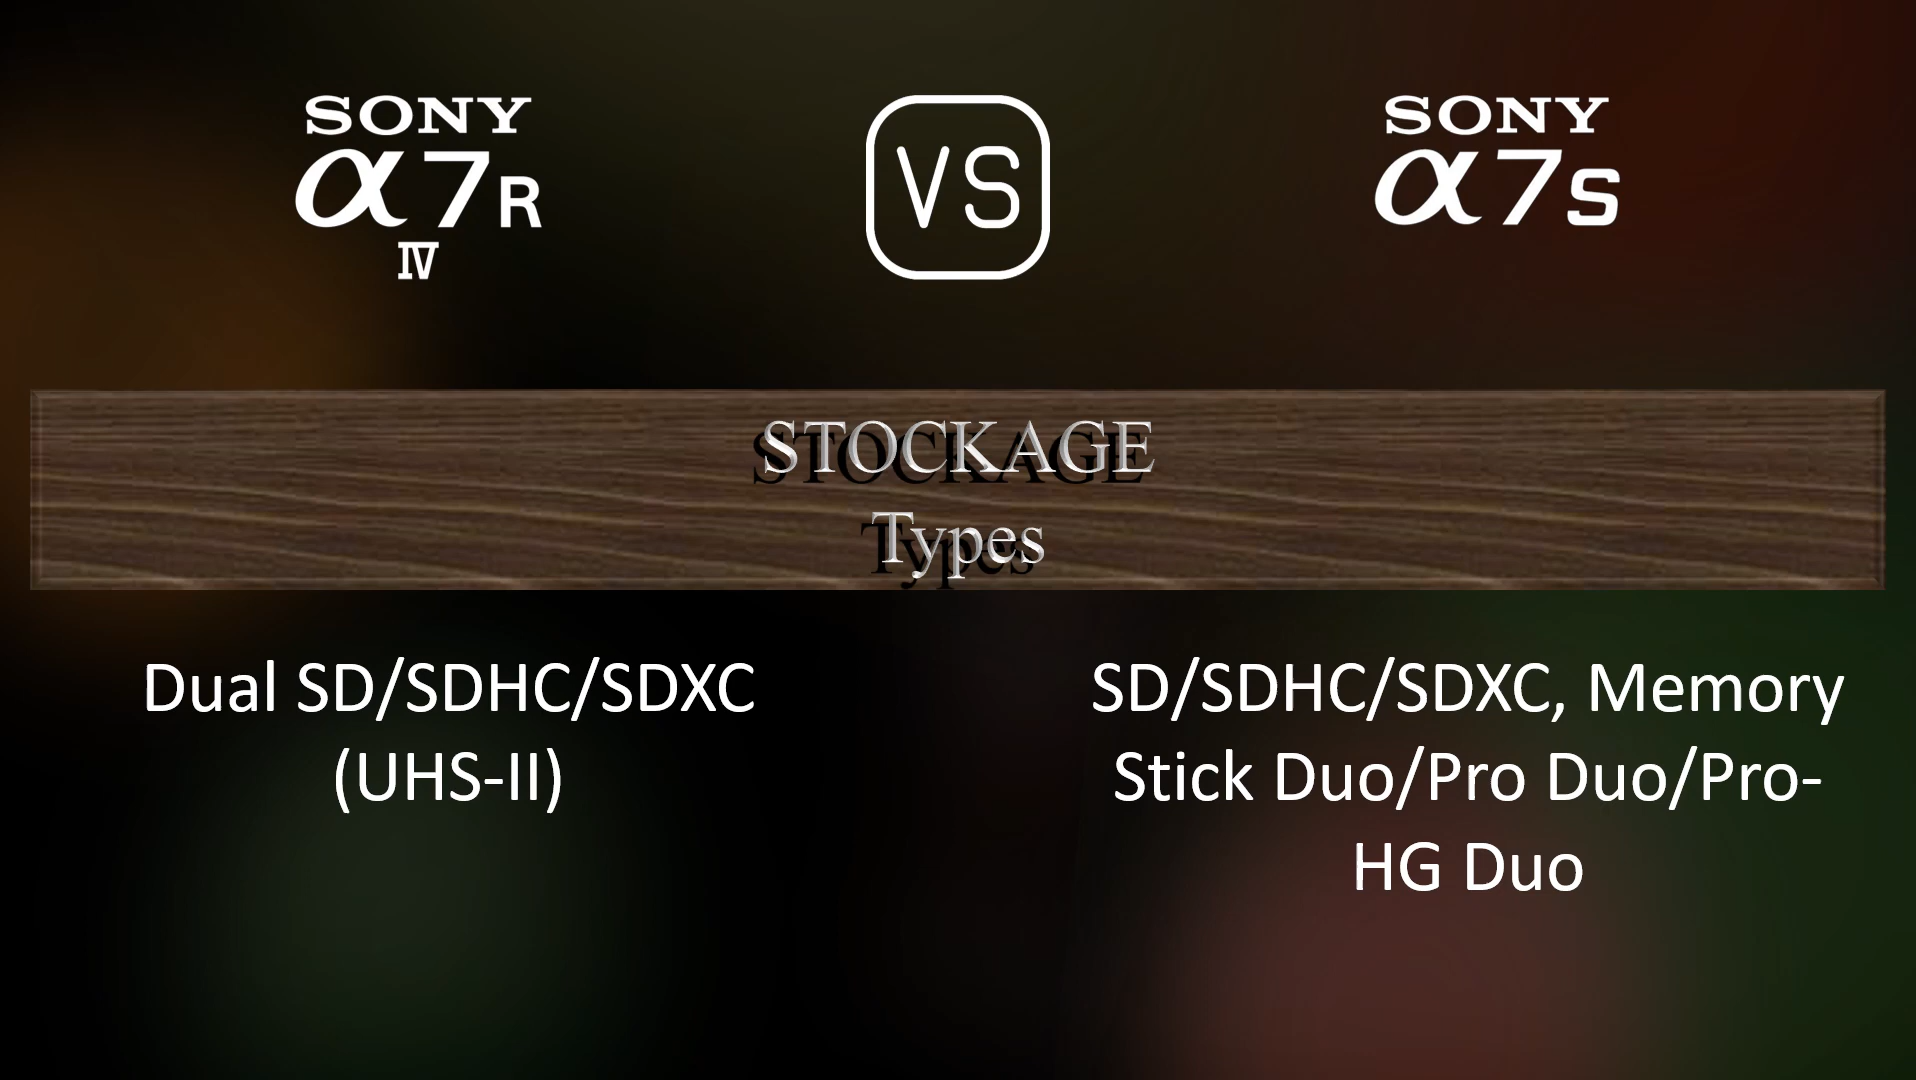 SONY
α7R
IV
VS
SONY
α7S
STOCKAGE
Types
Dual SD/SDHC/SDXC
(UHS-II)
SD/SDHC/SDXC, Memory
Stick Duo/Pro Duo/Pro-
HG Duo